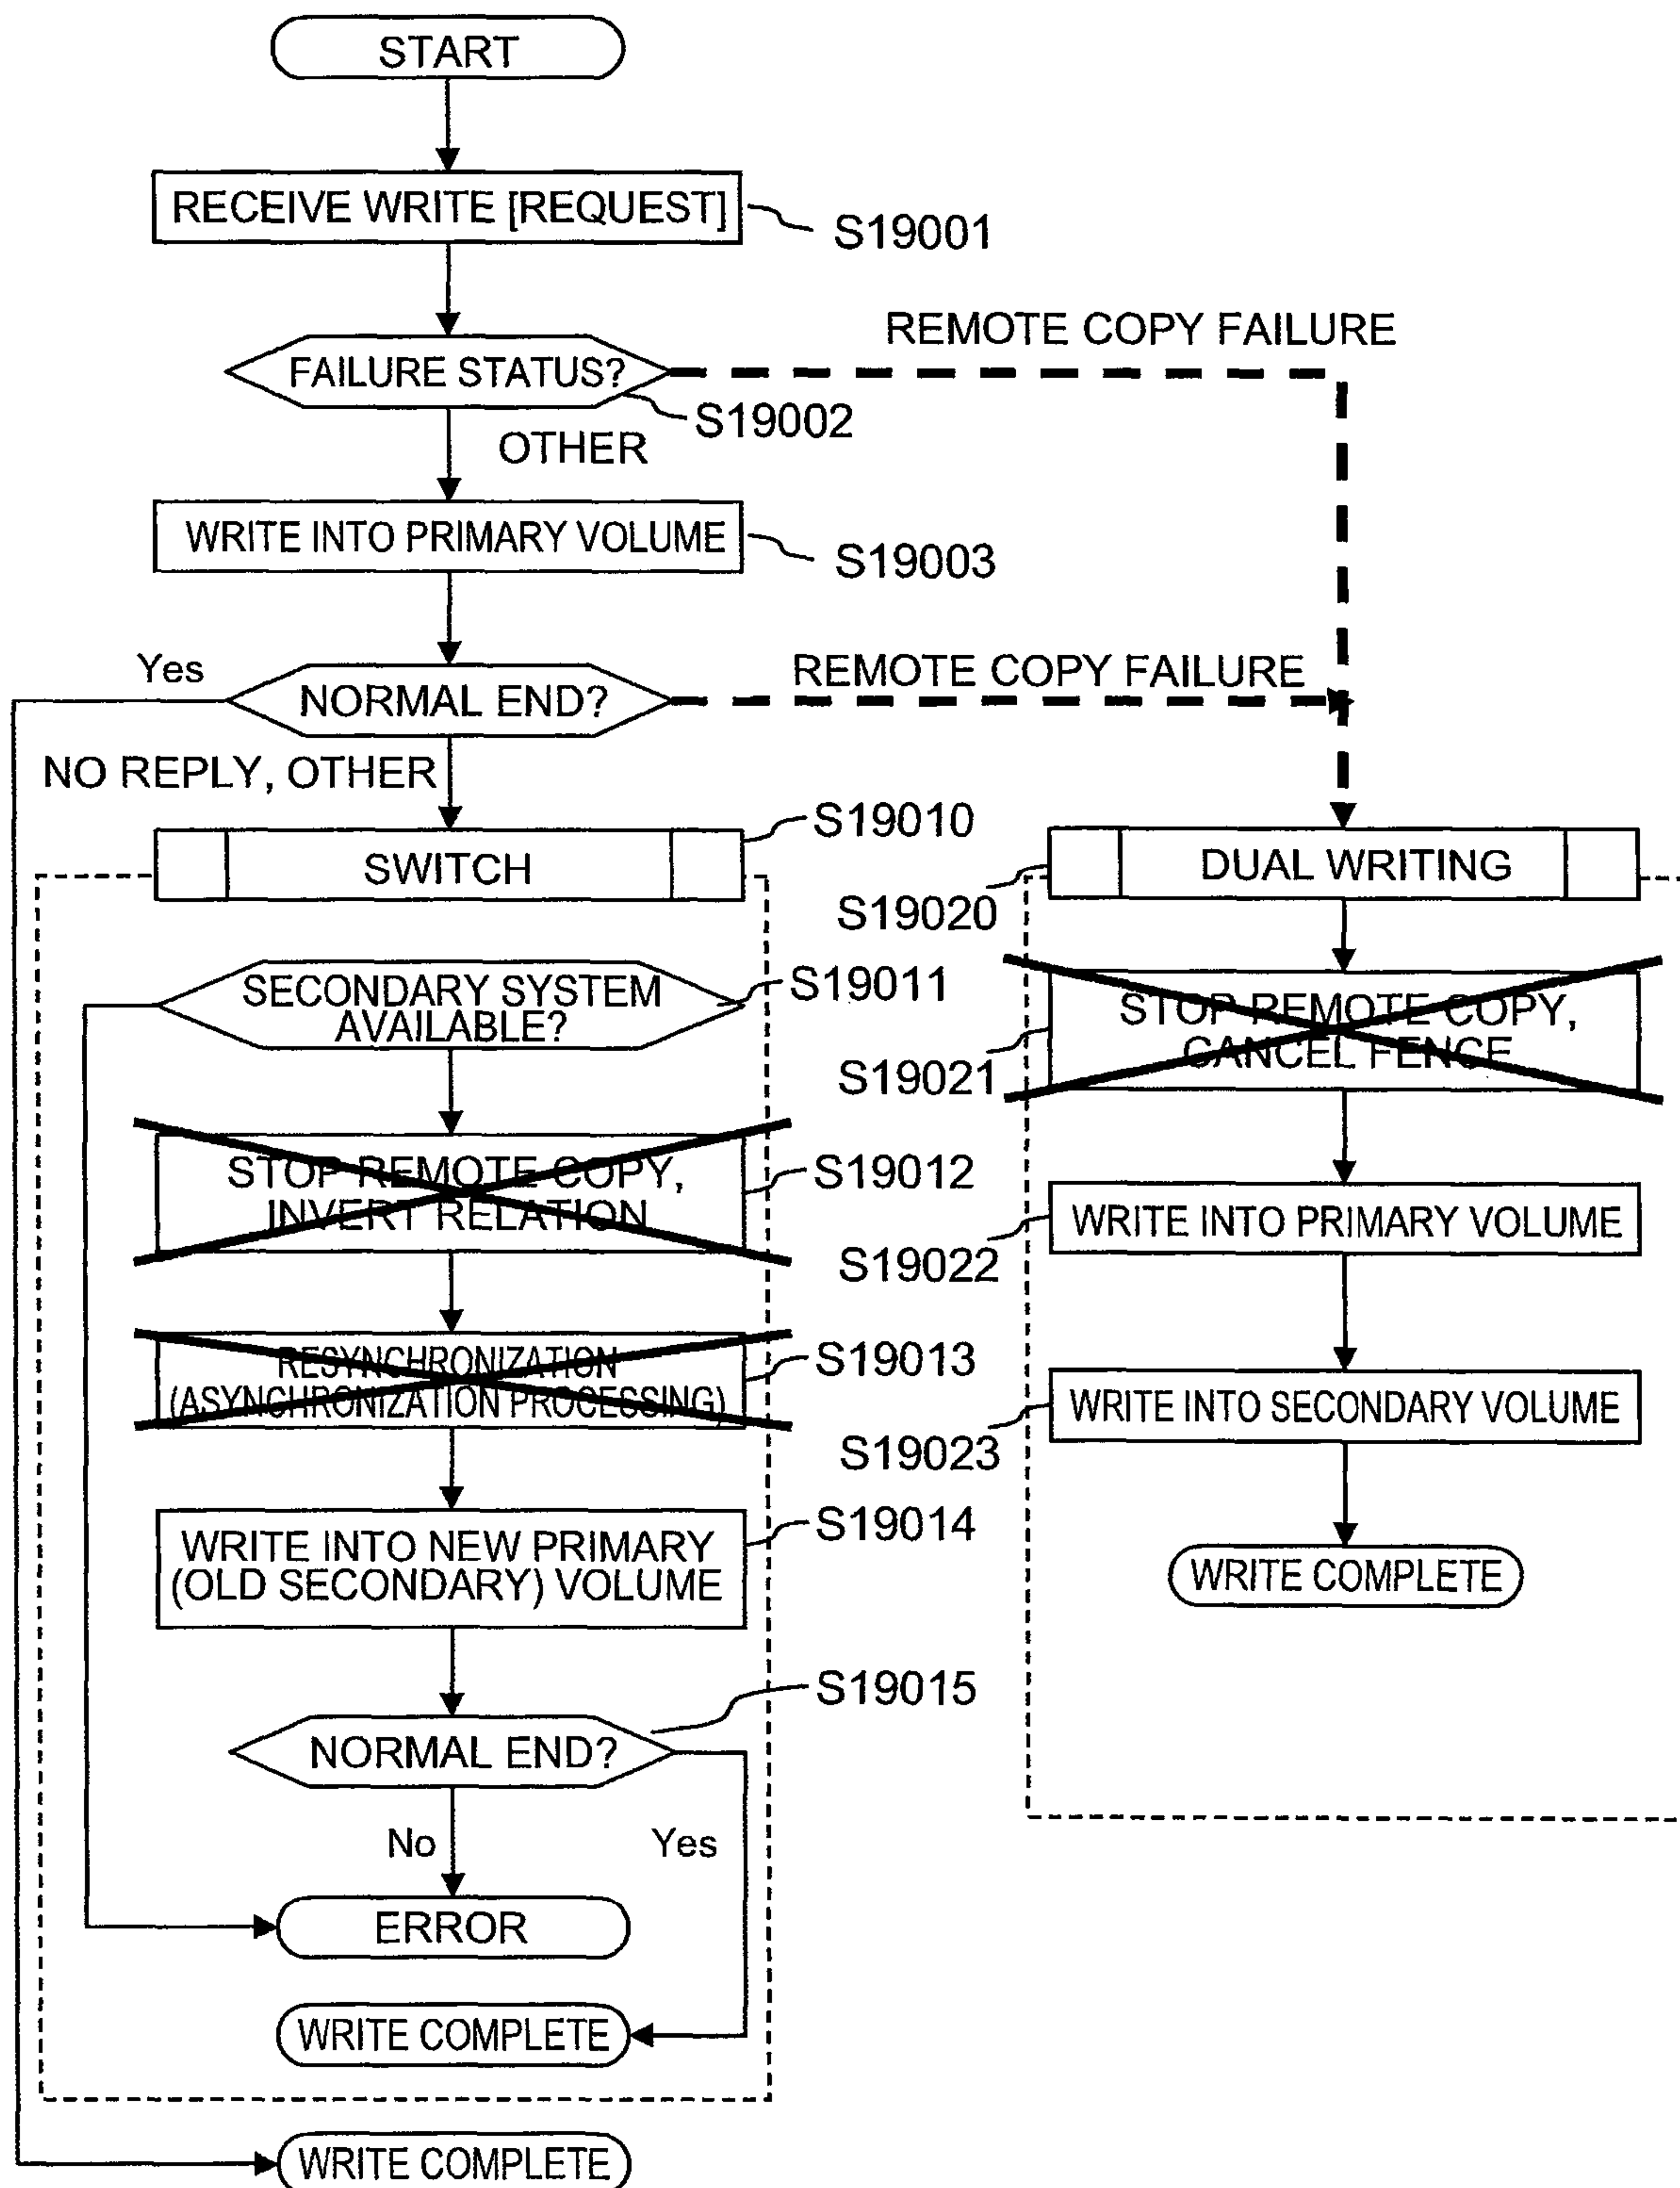 START
RECEIVE WRITE [REQUEST]
S19001
REMOTE COPY FAILURE
FAILURE STATUS?
S19002
OTHER
WRITE INTO PRIMARY VOLUME
S19003
Yes
REMOTE COPY FAILURE
NORMAL END?
NO REPLY, OTHER
S19010
SWITCH
DUAL WRITING
S19020
SECONDARY SYSTEM
AVAILABLE?
S19011
STOP REMOTE COPY,
CANCEL FENCE
S19021
STOP REMOTE COPY,
INVERT RELATION
S19012
WRITE INTO PRIMARY VOLUME
S19022
RESYNCHRONIZATION
(ASYNCHRONIZATION PROCESSING)
S19013
WRITE INTO SECONDARY VOLUME
S19023
S19014
WRITE INTO NEW PRIMARY
(OLD SECONDARY) VOLUME
WRITE COMPLETE
S19015
NORMAL END?
No
Yes
ERROR
WRITE COMPLETE
WRITE COMPLETE